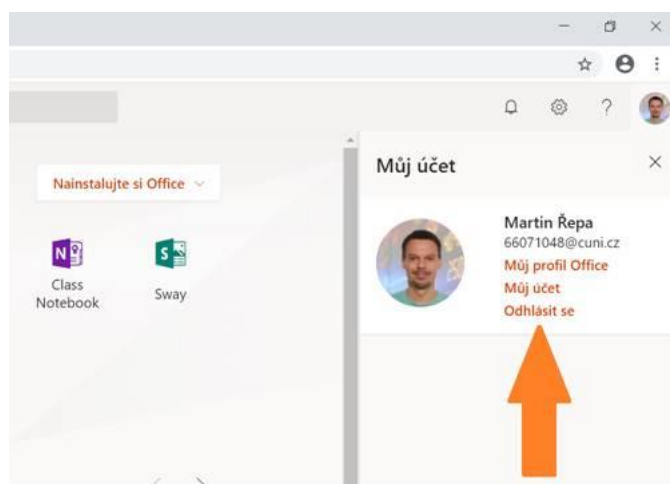 Nainstalujte si Office
Class
Notebook
Sway
Můj účet
Martin Řepa
66071048@cuni.cz
Můj profil Office
Můj účet
Odhlásit se